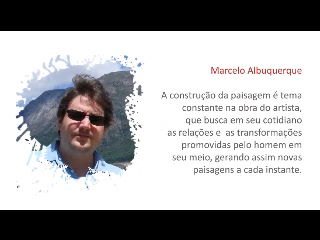 Marcelo Albuquerque
A construção da paisagem é tema
constante na obra do artista,
que busca em seu cotidiano
as relações e as transformações
promovidas pelo homem em
seu meio, gerando assim novas
paisagens a cada instante.